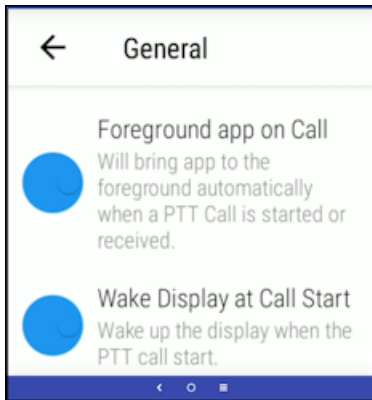 General
Foreground app on Call
Will bring app to the
foreground automatically
when a PTT Call is started or
received.
Wake Display at Call Start
Wake up the display when the
PTT call start.